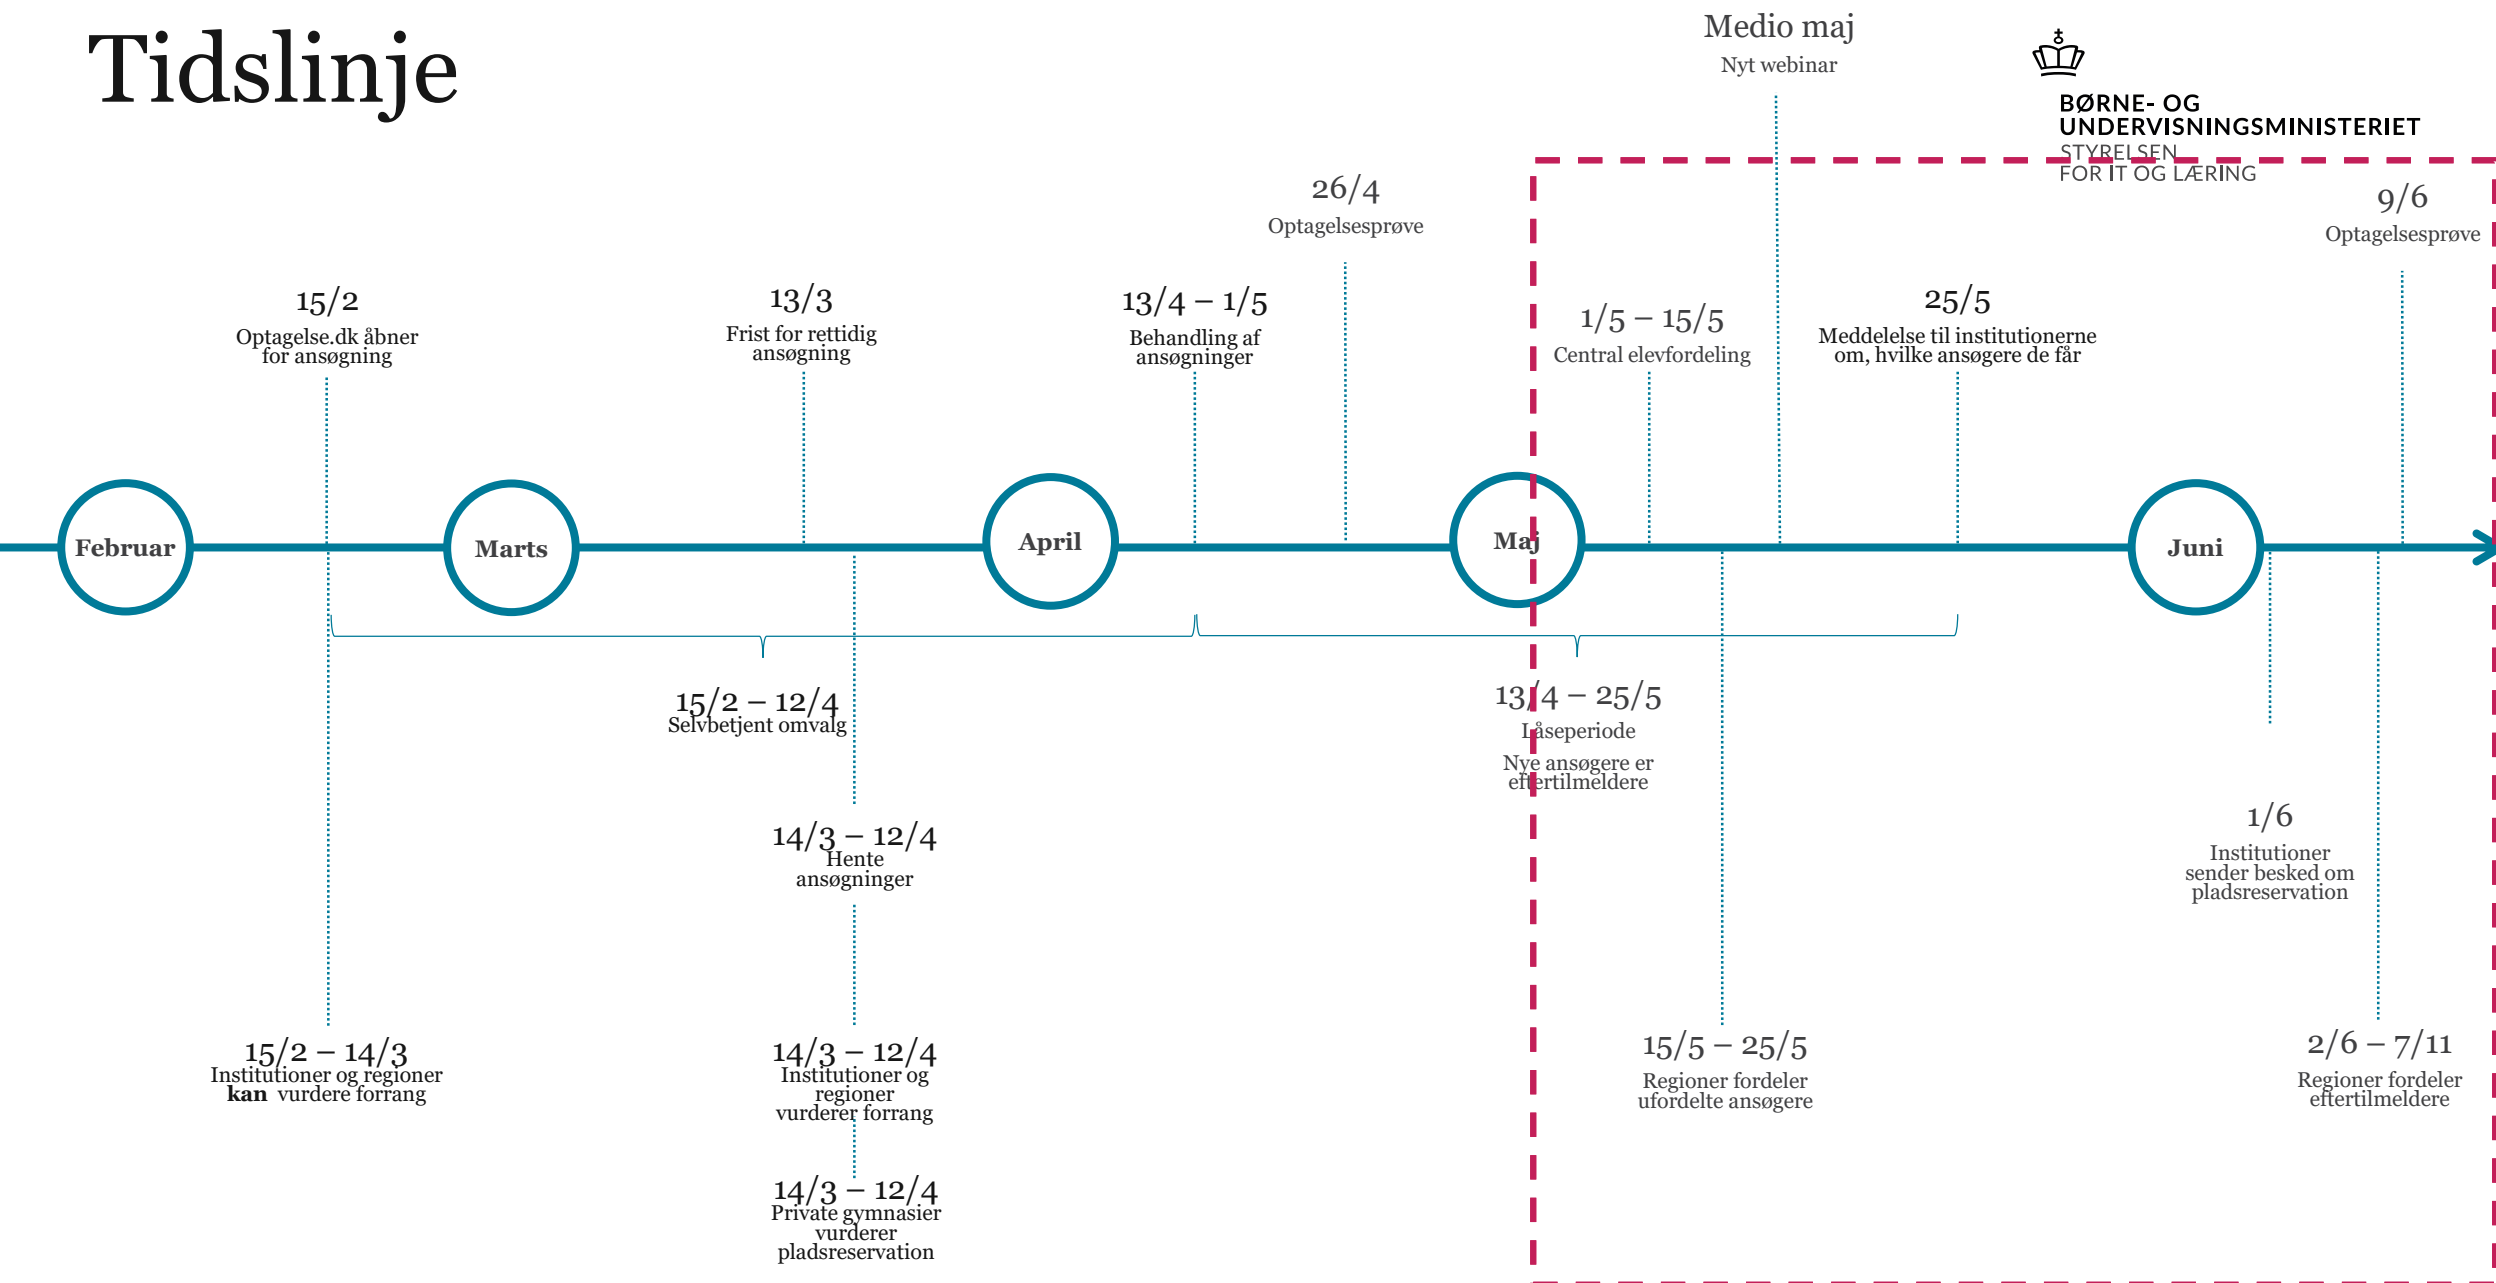 Tidslinje
Medio maj
Nyt webinar
BØRNE- OG
UNDERVISNINGSMINISTERIET
STYRELSEN
FOR IT OG LÆRING
26/4
Optagelsesprøve
9/6
Optagelsesprøve
15/2
Optagelse.dk åbner
for ansøgning
13/3
Frist for rettidig
ansøgning
13/4 – 1/5
Behandling af
ansøgninger
1/5 – 15/5
Central elevfordeling
25/5
Meddelelse til institutionerne
om, hvilke ansøgere de får
Februar
Marts
April
Maj
Juni
15/2 – 12/4
Selvbetjent omvalg
13/4 – 25/5
Låseperiode
Nye ansøgere er
eftertilmeldere
14/3 – 12/4
Hente
ansøgninger
1/6
Institutioner
sender besked om
pladsreservation
15/2 – 14/3
Institutioner og regioner
kan vurdere forrang
14/3 – 12/4
Institutioner og
regioner
vurderer forrang
15/5 – 25/5
Regioner fordeler
ufordelte ansøgere
2/6 – 7/11
Regioner fordeler
eftertilmeldere
14/3 – 12/4
Private gymnasier
vurderer
pladsreservation